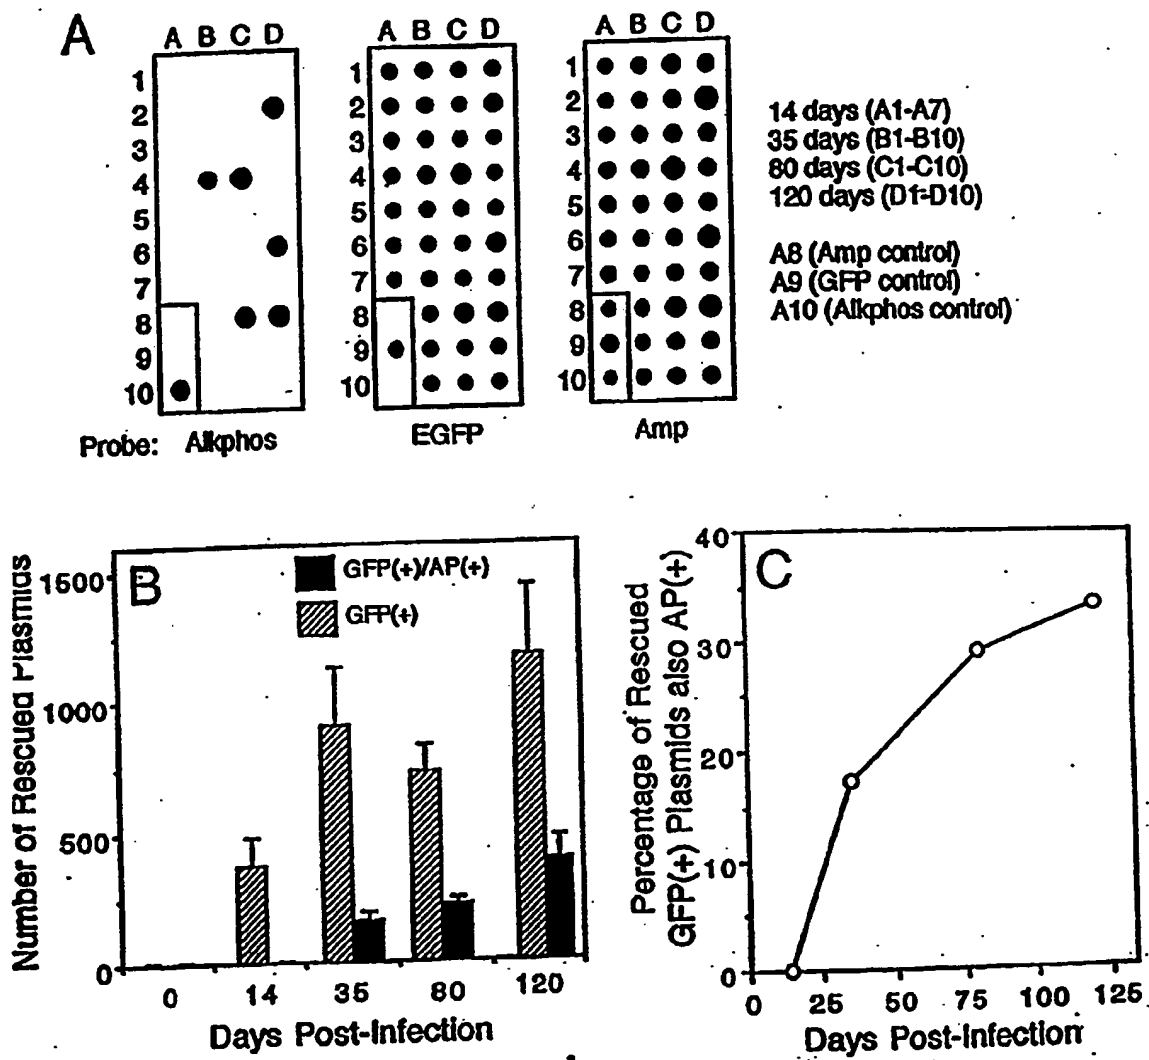 A
A B C D
1
2
3
4
5
6
7
8
9
10
Probe: Alkphos
A B C D
1
2
3
4
5
6
7
8
9
10
EGFP
A B C D
1
2
3
4
5
6
7
8
9
10
Amp
14 days (A1-A7)
35 days (B1-B10)
80 days (C1-C10)
120 days (D1-D10)
A8 (Amp control)
A9 (GFP control)
A10 (Alkphos control)
B
GFP(+)/AP(+)
GFP(+)
Number of Rescued Plasmids
1500
1000
500
0
0 14 35 80 120
Days Post-Infection
C
Percentage of Rescued
GFP(+) Plasmids also AP(+)
40
30
20
10
0
0 25 50 75 100 125
Days Post-Infection